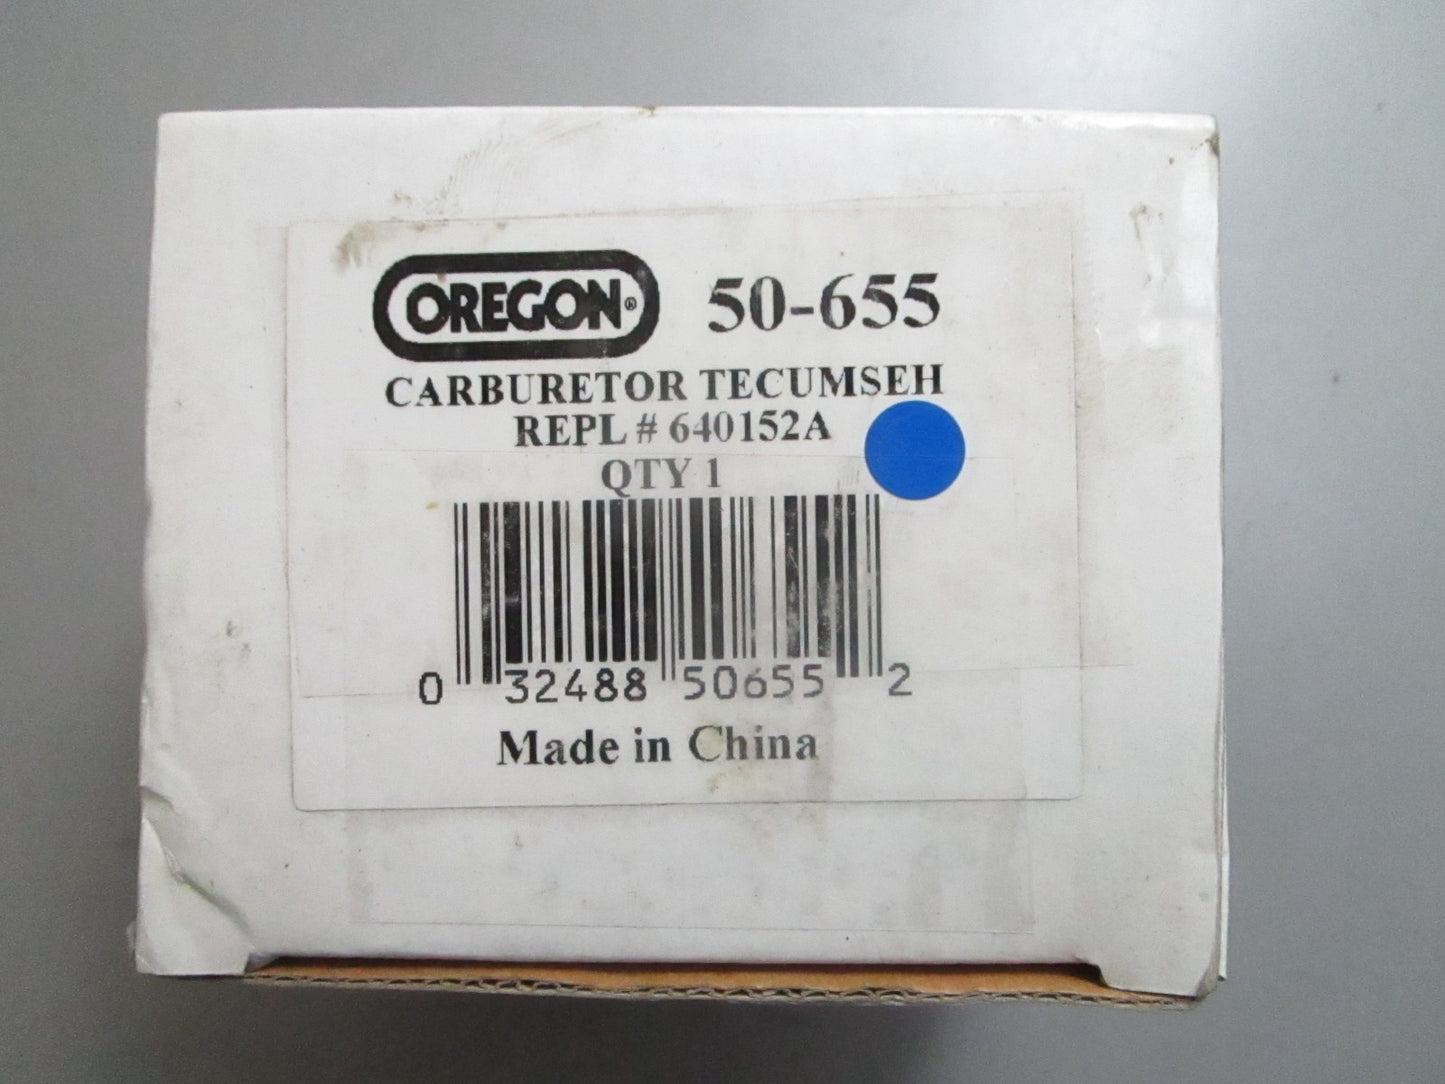 OREGON® 50-655
CARBURETOR TECUMSEH
REPL # 640152A
QTY 1
0 32488 50655 2
Made in China